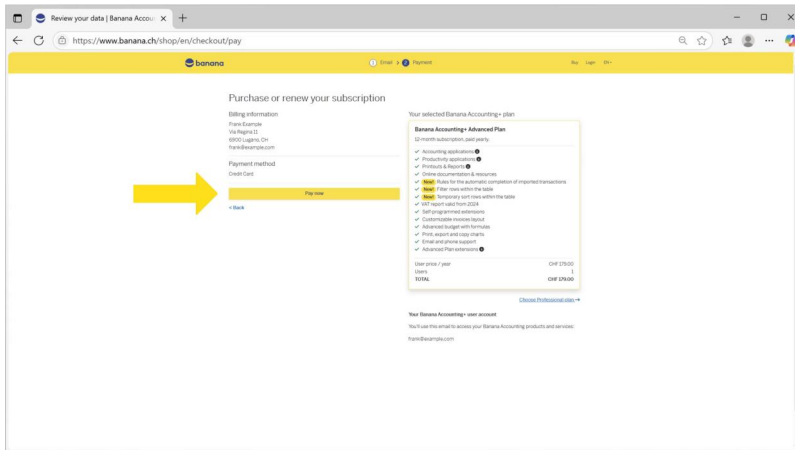 Review your data | Banana Accou
https://www.banana.ch/shop/en/checkout/pay
banana
1 Email > 2 Payment
Buy Login EN
Purchase or renew your subscription
Billing information
Frank Example
Via Regina 11
6900 Lugano, CH
frank@example.com
Payment method
Credit Card
Pay now
< Back
Your selected Banana Accounting+ plan
Banana Accounting+ Advanced Plan
12-month subscription, paid yearly.
✓ Accounting applications
✓ Productivity applications
✓ Printouts & Reports
✓ Online documentation & resources
✓ New! Rules for the automatic completion of imported transactions
✓ New! Filter rows within the table
✓ New! Temporary sort rows within the table
✓ VAT report valid from 2024
✓ Self-programmed extensions
✓ Customizable invoices layout
✓ Advanced budget with formulas
✓ Print, export and copy charts
✓ Email and phone support
✓ Advanced Plan extensions
User price / year CHF 179.00
Users 1
TOTAL CHF 179.00
Choose Professional plan →
Your Banana Accounting+ user account
You'll use this email to access your Banana Accounting products and services:
frank@example.com